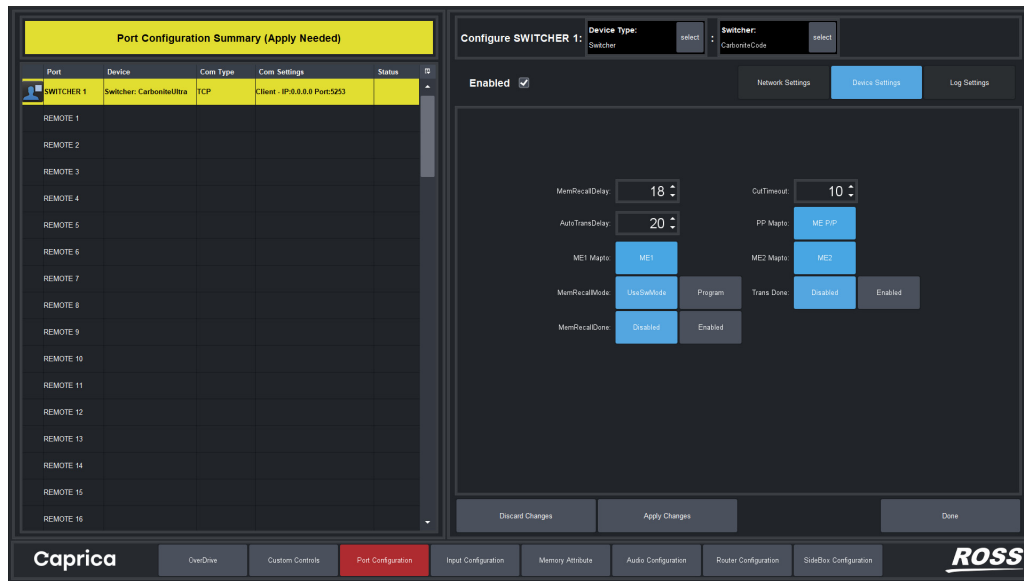 Port Configuration Summary (Apply Needed)
Port Device Com Type Com Settings Status
SWITCHER 1 Switcher: CarboniteUltra TCP Client - IP:0.0.0.0 Port:5253
REMOTE 1
REMOTE 2
REMOTE 3
REMOTE 4
REMOTE 5
REMOTE 6
REMOTE 7
REMOTE 8
REMOTE 9
REMOTE 10
REMOTE 11
REMOTE 12
REMOTE 13
REMOTE 14
REMOTE 15
REMOTE 16
Configure SWITCHER 1: Device Type: Switcher select : Switcher: CarboniteCode select
Enabled Network Settings Device Settings Log Settings
MemRecallDelay: 18 CutTimeout: 10
AutoTransDelay: 20 PP Mapto: ME P/P
ME1 Mapto: ME1 ME2 Mapto: ME2
MemRecallMode: UseSwMode Program Trans Done: Disabled Enabled
MemRecallDone: Disabled Enabled
Discard Changes Apply Changes Done
Caprica OverDrive Custom Controls Port Configuration Input Configuration Memory Attribute Audio Configuration Router Configuration SideBox Configuration ROSS